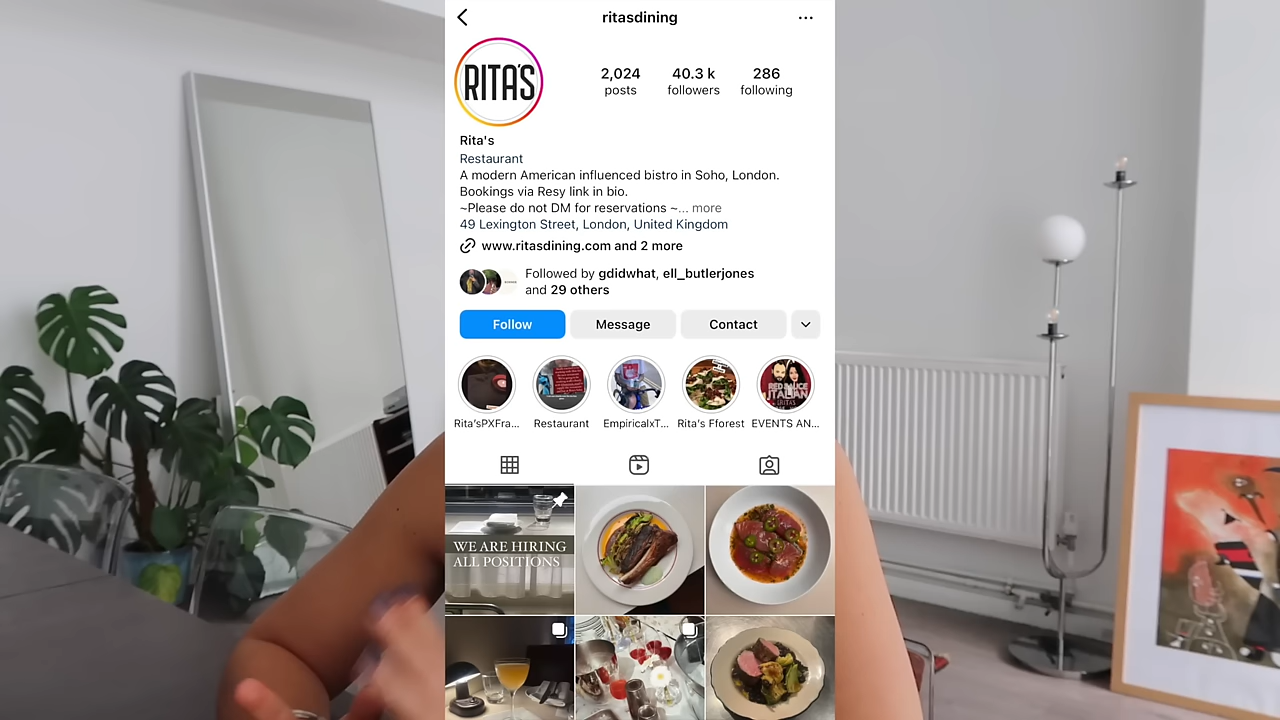 ritasdining
RITA'S
2,024
posts
40.3 k
followers
286
following
Rita's
Restaurant
A modern American influenced bistro in Soho, London.
Bookings via Resy link in bio.
~Please do not DM for reservations ~... more
49 Lexington Street, London, United Kingdom
www.ritasdining.com and 2 more
Followed by gdidwhat, ell_butlerjones
and 29 others
Follow
Message
Contact
RED SAUCE
ITALIAN
Rita'sPXFra...
Restaurant
EmpiricalxT...
Rita's Fforest
EVENTS AN...
WE ARE HIRING
ALL POSITIONS